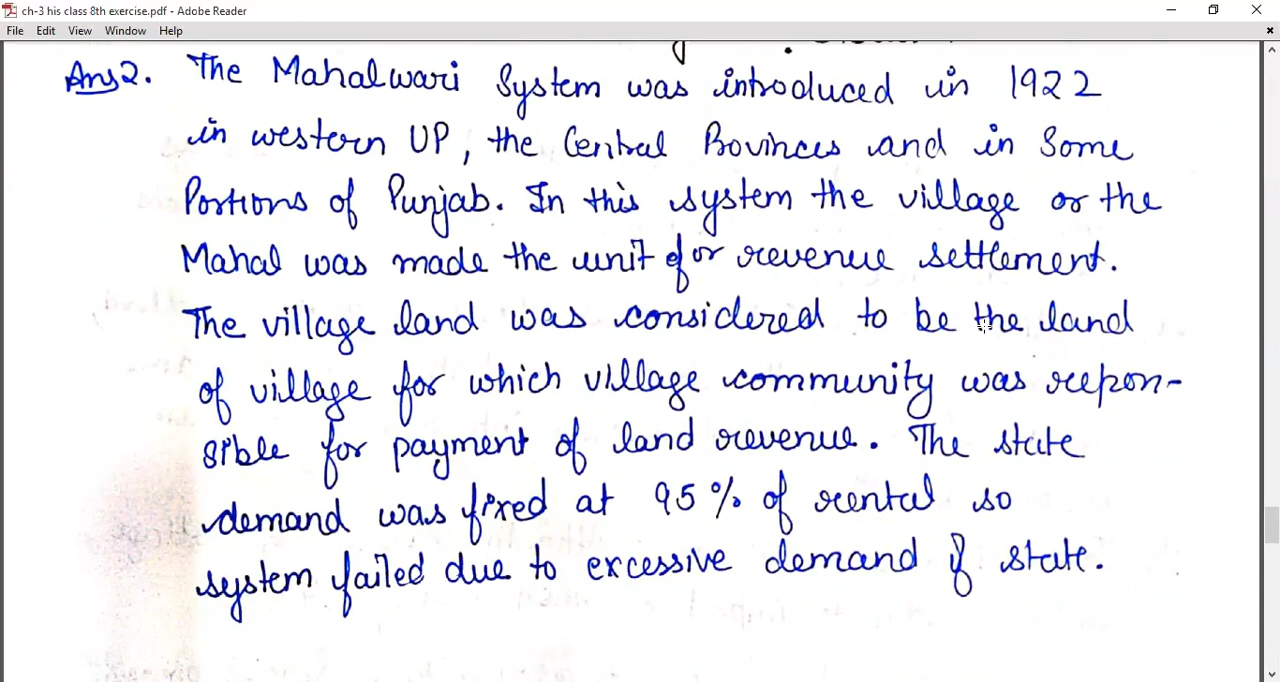 ch-3 his class 8th exercise.pdf - Adobe Reader
File Edit View Window Help
Ans 2. The Mahalwari System was introduced in 1922
in western UP, the Central Bovinces and in Some
Portions of Punjab. In this system the village or the
Mahal was made the unit for revenue settlement.
The village land was considered to be the land
of village for which village community was respon-
sible for payment of land revenue. The state
demand was fixed at 95% of rental so
system failed due to excessive demand of state.